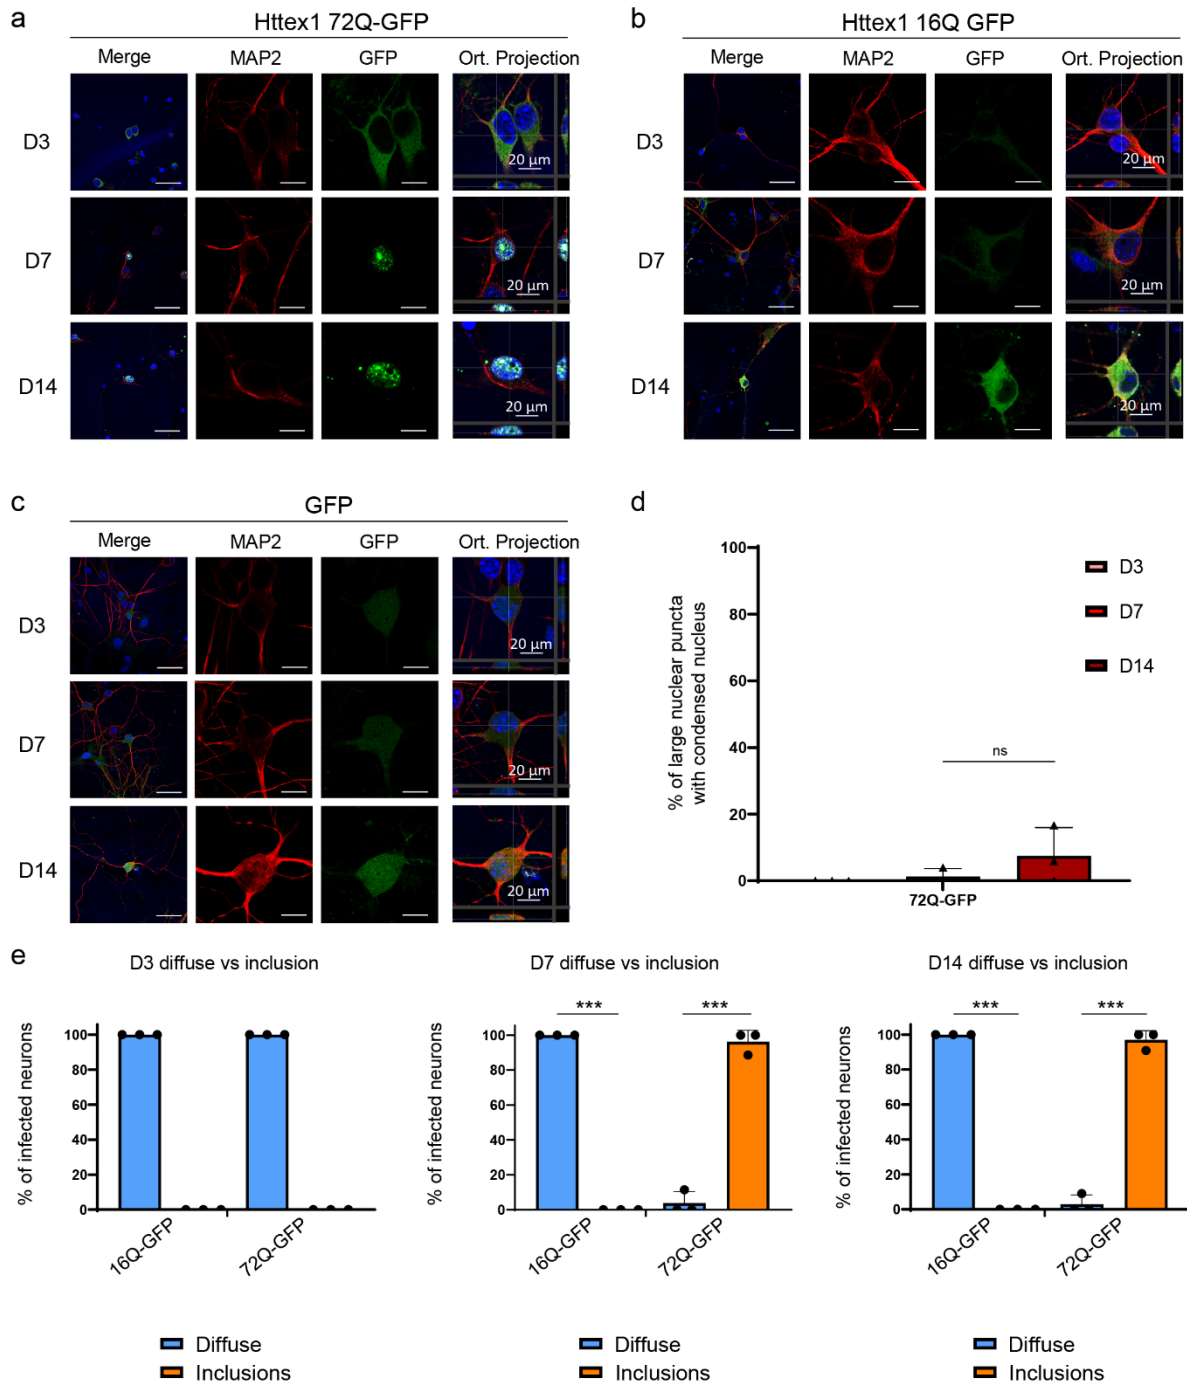 a
Httex1 72Q-GFP
Merge MAP2 GFP Ort. Projection
D3
20 µm
D7
20 µm
D14
20 µm
b
Httex1 16Q GFP
Merge MAP2 GFP Ort. Projection
D3
20 µm
D7
20 µm
D14
20 µm
c
GFP
Merge MAP2 GFP Ort. Projection
D3
20 µm
D7
20 µm
D14
20 µm
d
% of large nuclear puncta
with condensed nucleus
100
80
60
40
20
0
ns
72Q-GFP
D3
D7
D14
e
D3 diffuse vs inclusion
% of infected neurons
100
80
60
40
20
0
16Q-GFP
72Q-GFP
Diffuse
Inclusions
D7 diffuse vs inclusion
% of infected neurons
*** ***
100
80
60
40
20
0
16Q-GFP
72Q-GFP
Diffuse
Inclusions
D14 diffuse vs inclusion
% of infected neurons
*** ***
100
80
60
40
20
0
16Q-GFP
72Q-GFP
Diffuse
Inclusions